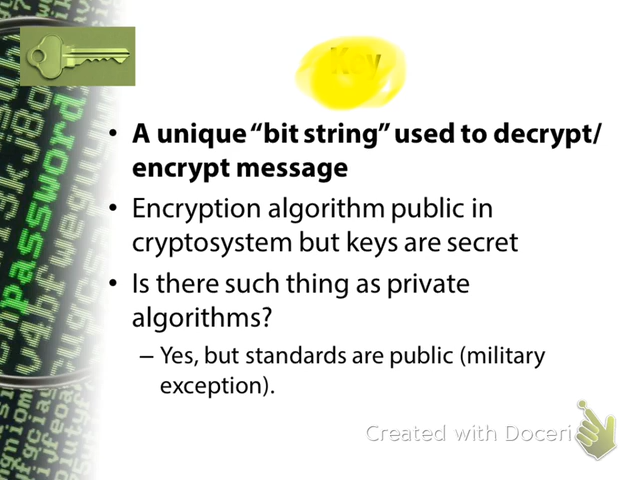 Key
• A unique “bit string” used to decrypt/
encrypt message
• Encryption algorithm public in
cryptosystem but keys are secret
• Is there such thing as private
algorithms?
– Yes, but standards are public (military
exception).
Created with Doceri
password